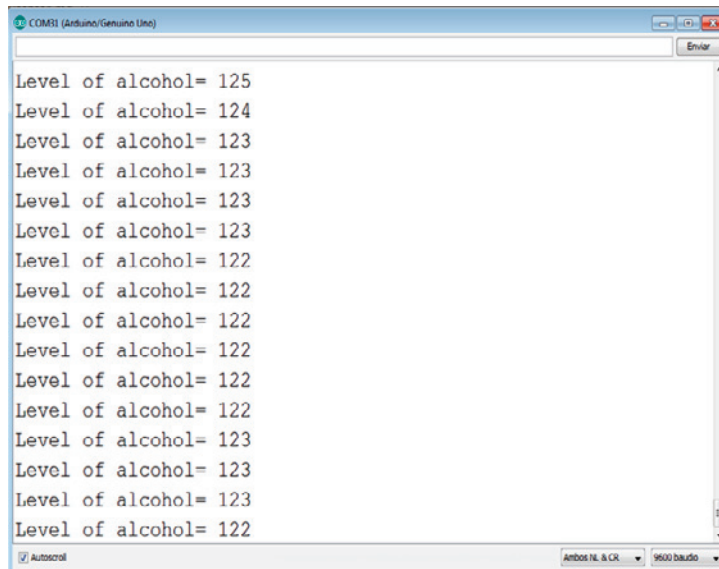 COM31 (Arduino/Genuino Uno)
Enviar
Level of alcohol= 125
Level of alcohol= 124
Level of alcohol= 123
Level of alcohol= 123
Level of alcohol= 123
Level of alcohol= 123
Level of alcohol= 122
Level of alcohol= 122
Level of alcohol= 122
Level of alcohol= 122
Level of alcohol= 122
Level of alcohol= 122
Level of alcohol= 123
Level of alcohol= 123
Level of alcohol= 123
Level of alcohol= 122
Autoscroll Ambos NL & CR 9600 baudio